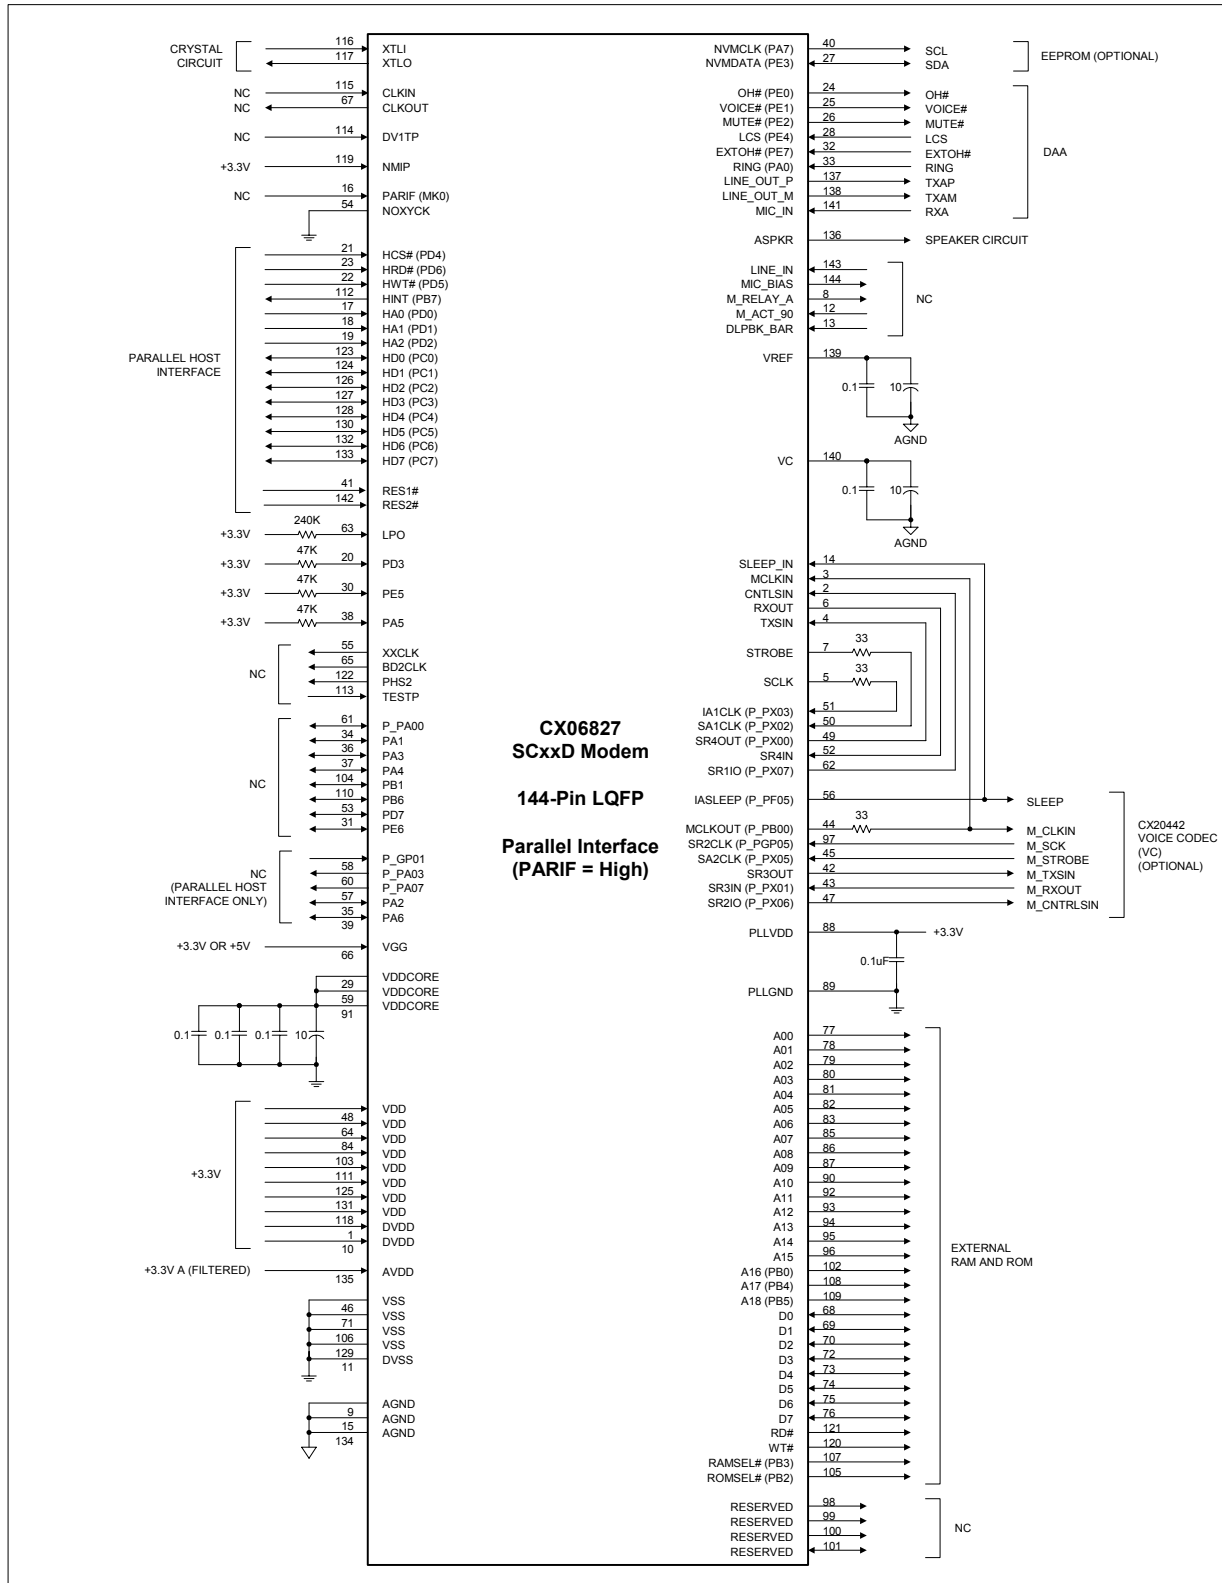 CRYSTAL
CIRCUIT
116 XTLI
117 XTLO
NC 115 CLKIN
NC 67 CLKOUT
NC 114 DV1TP
+3.3V 119 NMIP
NC 16 PARIF (MK0)
54 NOXYCK
PARALLEL HOST
INTERFACE
21 HCS# (PD4)
23 HRD# (PD6)
22 HWT# (PD5)
112 HINT (PB7)
17 HA0 (PD0)
18 HA1 (PD1)
19 HA2 (PD2)
123 HD0 (PC0)
124 HD1 (PC1)
126 HD2 (PC2)
127 HD3 (PC3)
128 HD4 (PC4)
130 HD5 (PC5)
132 HD6 (PC6)
133 HD7 (PC7)
41 RES1#
142 RES2#
+3.3V 240K 63 LPO
+3.3V 47K 20 PD3
+3.3V 47K 30 PE5
+3.3V 47K 38 PA5
NC
55 XXCLK
65 BD2CLK
122 PHS2
113 TESTP
NC
61 P_PA00
34 PA1
36 PA3
37 PA4
104 PB1
110 PB6
53 PD7
31 PE6
NC
(PARALLEL HOST
INTERFACE ONLY)
P_GP01
58 P_PA03
60 P_PA07
57 PA2
35 PA6
39
+3.3V OR +5V VGG
66
VDDCORE
29 VDDCORE
59 VDDCORE
91
0.1 0.1 0.1 10
+3.3V
VDD
48 VDD
64 VDD
84 VDD
103 VDD
111 VDD
125 VDD
131 VDD
118 DVDD
1 DVDD
10
+3.3V A (FILTERED) AVDD
135
VSS
46 VSS
71 VSS
106 VSS
129 DVSS
11
AGND
9 AGND
15 AGND
134
CX06827
SCxxD Modem
144-Pin LQFP
Parallel Interface
(PARIF = High)
NVMCLK (PA7) 40 SCL
NVMDATA (PE3) 27 SDA
EEPROM (OPTIONAL)
OH# (PE0) 24 OH#
VOICE# (PE1) 25 VOICE#
MUTE# (PE2) 26 MUTE#
LCS (PE4) 28 LCS
EXTOH# (PE7) 32 EXTOH#
RING (PA0) 33 RING
LINE_OUT_P 137 TXAP
LINE_OUT_M 138 TXAM
MIC_IN 141 RXA
DAA
ASPKR 136 SPEAKER CIRCUIT
LINE_IN 143
MIC_BIAS 144
M_RELAY_A 8
M_ACT_90 12
DLPBK_BAR 13
NC
VREF 139
0.1 10
AGND
VC 140
0.1 10
AGND
SLEEP_IN 14
MCLKIN 3
CNTLSIN 2
RXOUT 6
TXSIN 4
STROBE 7 33
SCLK 5 33
IA1CLK (P_PX03) 51
SA1CLK (P_PX02) 50
SR4OUT (P_PX00) 49
SR4IN 52
SR1IO (P_PX07) 62
IASLEEP (P_PF05) 56 SLEEP
MCLKOUT (P_PB00) 44 33 M_CLKIN
SR2CLK (P_PGP05) 97 M_SCK
SA2CLK (P_PX05) 45 M_STROBE
SR3OUT 42 M_TXSIN
SR3IN (P_PX01) 43 M_RXOUT
SR2IO (P_PX06) 47 M_CNTRLSIN
CX20442
VOICE CODEC
(VC)
(OPTIONAL)
PLLVDD 88 +3.3V
0.1uF
PLLGND 89
A00 77
A01 78
A02 79
A03 80
A04 81
A05 82
A06 83
A07 85
A08 86
A09 87
A10 90
A11 92
A12 93
A13 94
A14 95
A15 96
A16 (PB0) 102
A17 (PB4) 108
A18 (PB5) 109
D0 68
D1 69
D2 70
D3 72
D4 73
D5 74
D6 75
D7 76
RD# 121
WT# 120
RAMSEL# (PB3) 107
ROMSEL# (PB2) 105
EXTERNAL
RAM AND ROM
RESERVED 98
RESERVED 99
RESERVED 100
RESERVED 101
NC